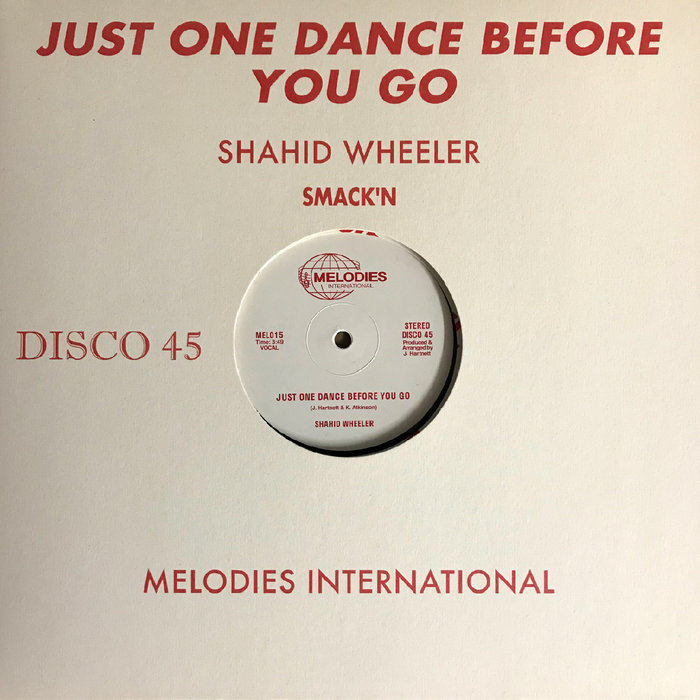 JUST ONE DANCE BEFORE
YOU GO
SHAHID WHEELER
SMACK'N
MELODIES
INTERNATIONAL
MEL015
Time: 5:49
VOCAL
STEREO
DISCO 45
Produced &
Arranged by
J. Hartnett
DISCO 45
JUST ONE DANCE BEFORE YOU GO
(J. Hartnett & K. Atkinson)
SHAHID WHEELER
MELODIES INTERNATIONAL